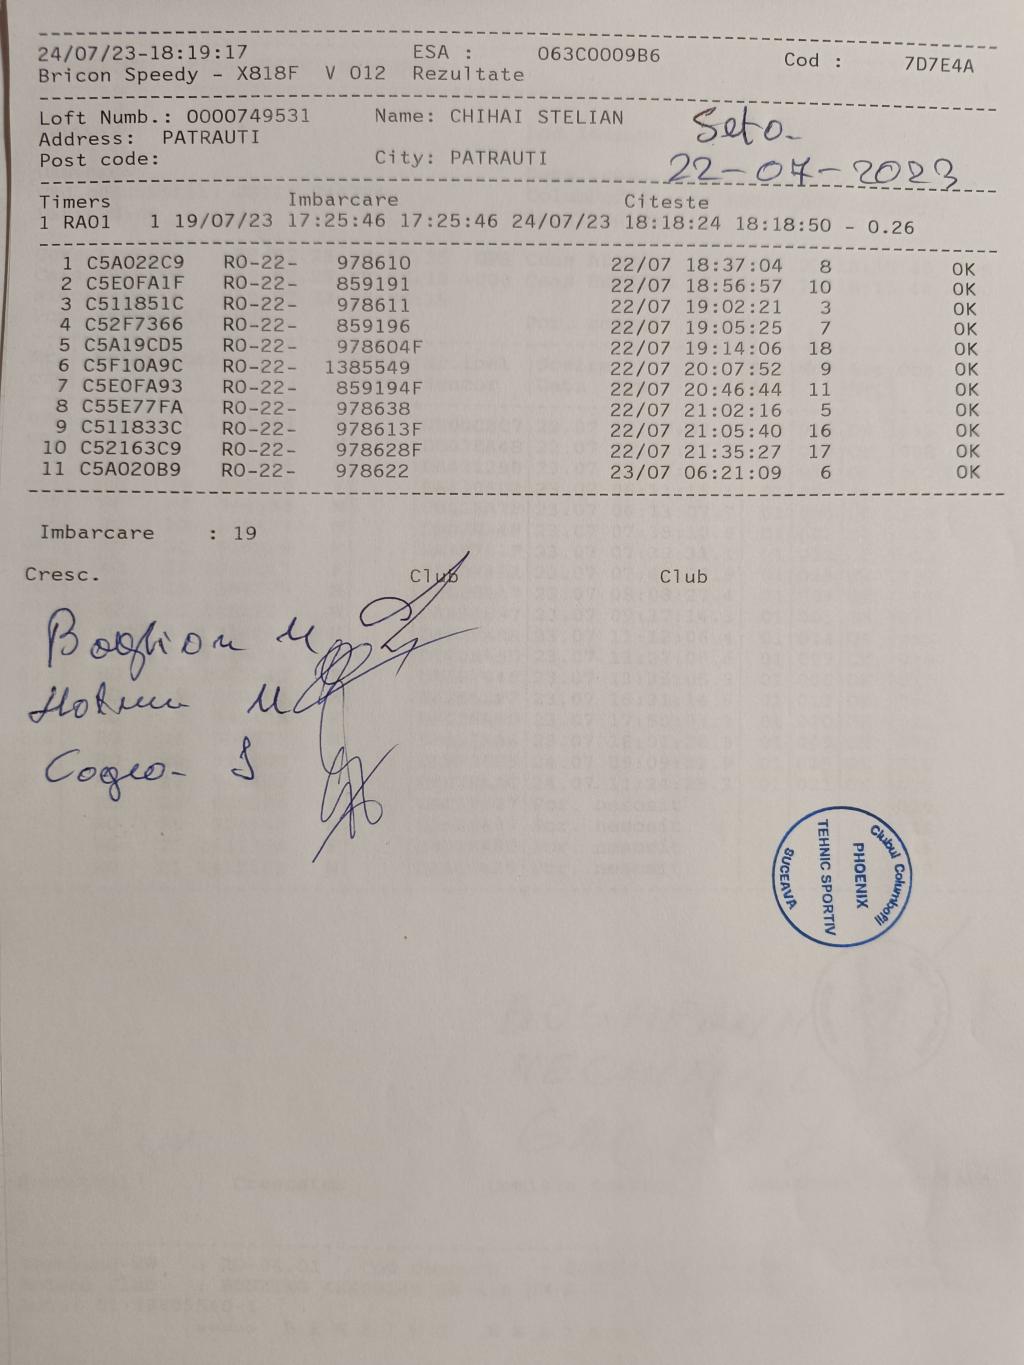 24/07/23-18:19:17 ESA : 063C0009B6 Cod : 7D7E4A
Bricon Speedy - X818F V 012 Rezultate
Loft Numb.: 0000749531 Name: CHIHAI STELIAN
Address: PATRAUTI
Post code: City: PATRAUTI
Seto-
22-07-2023
Timers Imbarcare Citeste
1 RA01 1 19/07/23 17:25:46 17:25:46 24/07/23 18:18:24 18:18:50 - 0.26
1 C5A022C9 RO-22- 978610 22/07 18:37:04 8 OK
2 C5E0FA1F RO-22- 859191 22/07 18:56:57 10 OK
3 C511851C RO-22- 978611 22/07 19:02:21 3 OK
4 C52F7366 RO-22- 859196 22/07 19:05:25 7 OK
5 C5A19CD5 RO-22- 978604F 22/07 19:14:06 18 OK
6 C5F10A9C RO-22- 1385549 22/07 20:07:52 9 OK
7 C5E0FA93 RO-22- 859194F 22/07 20:46:44 11 OK
8 C55E77FA RO-22- 978638 22/07 21:02:16 5 OK
9 C511833C RO-22- 978613F 22/07 21:05:40 16 OK
10 C52163C9 RO-22- 978628F 22/07 21:35:27 17 OK
11 C5A020B9 RO-22- 978622 23/07 06:21:09 6 OK
Imbarcare : 19
Cresc. Club Club
Clubul Columbofil
PHOENIX
TEHNIC SPORTIV
SUCEAVA